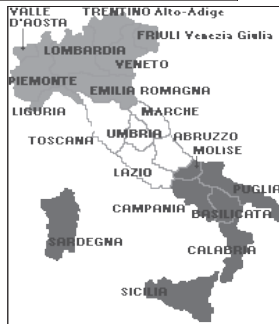 VALLE D'AOSTA
TRENTINO Alto-Adige
FRIULI Venezia Giulia
LOMBARDIA
VENETO
PIEMONTE
EMILIA ROMAGNA
LIGURIA
MARCHE
TOSCANA
UMBRIA
ABRUZZO
MOLISE
LAZIO
PUGLIA
CAMPANIA
BASILICATA
SARDEGNA
CALABRIA
SICILIA